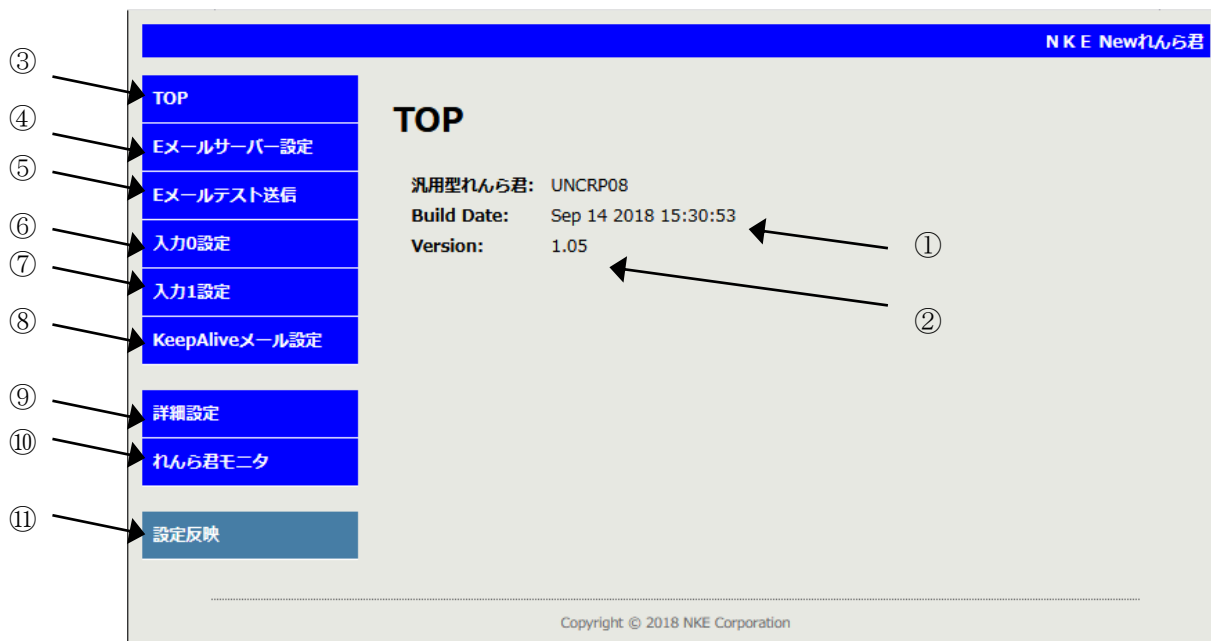 NKE Newれんら君
③
TOP
TOP
④
Eメールサーバー設定
⑤
Eメールテスト送信
汎用型れんら君: UNCRP08
Build Date: Sep 14 2018 15:30:53
⑥
入力0設定
Version: 1.05
①
⑦
入力1設定
②
⑧
KeepAliveメール設定
⑨
詳細設定
⑩
れんら君モニタ
⑪
設定反映
Copyright © 2018 NKE Corporation